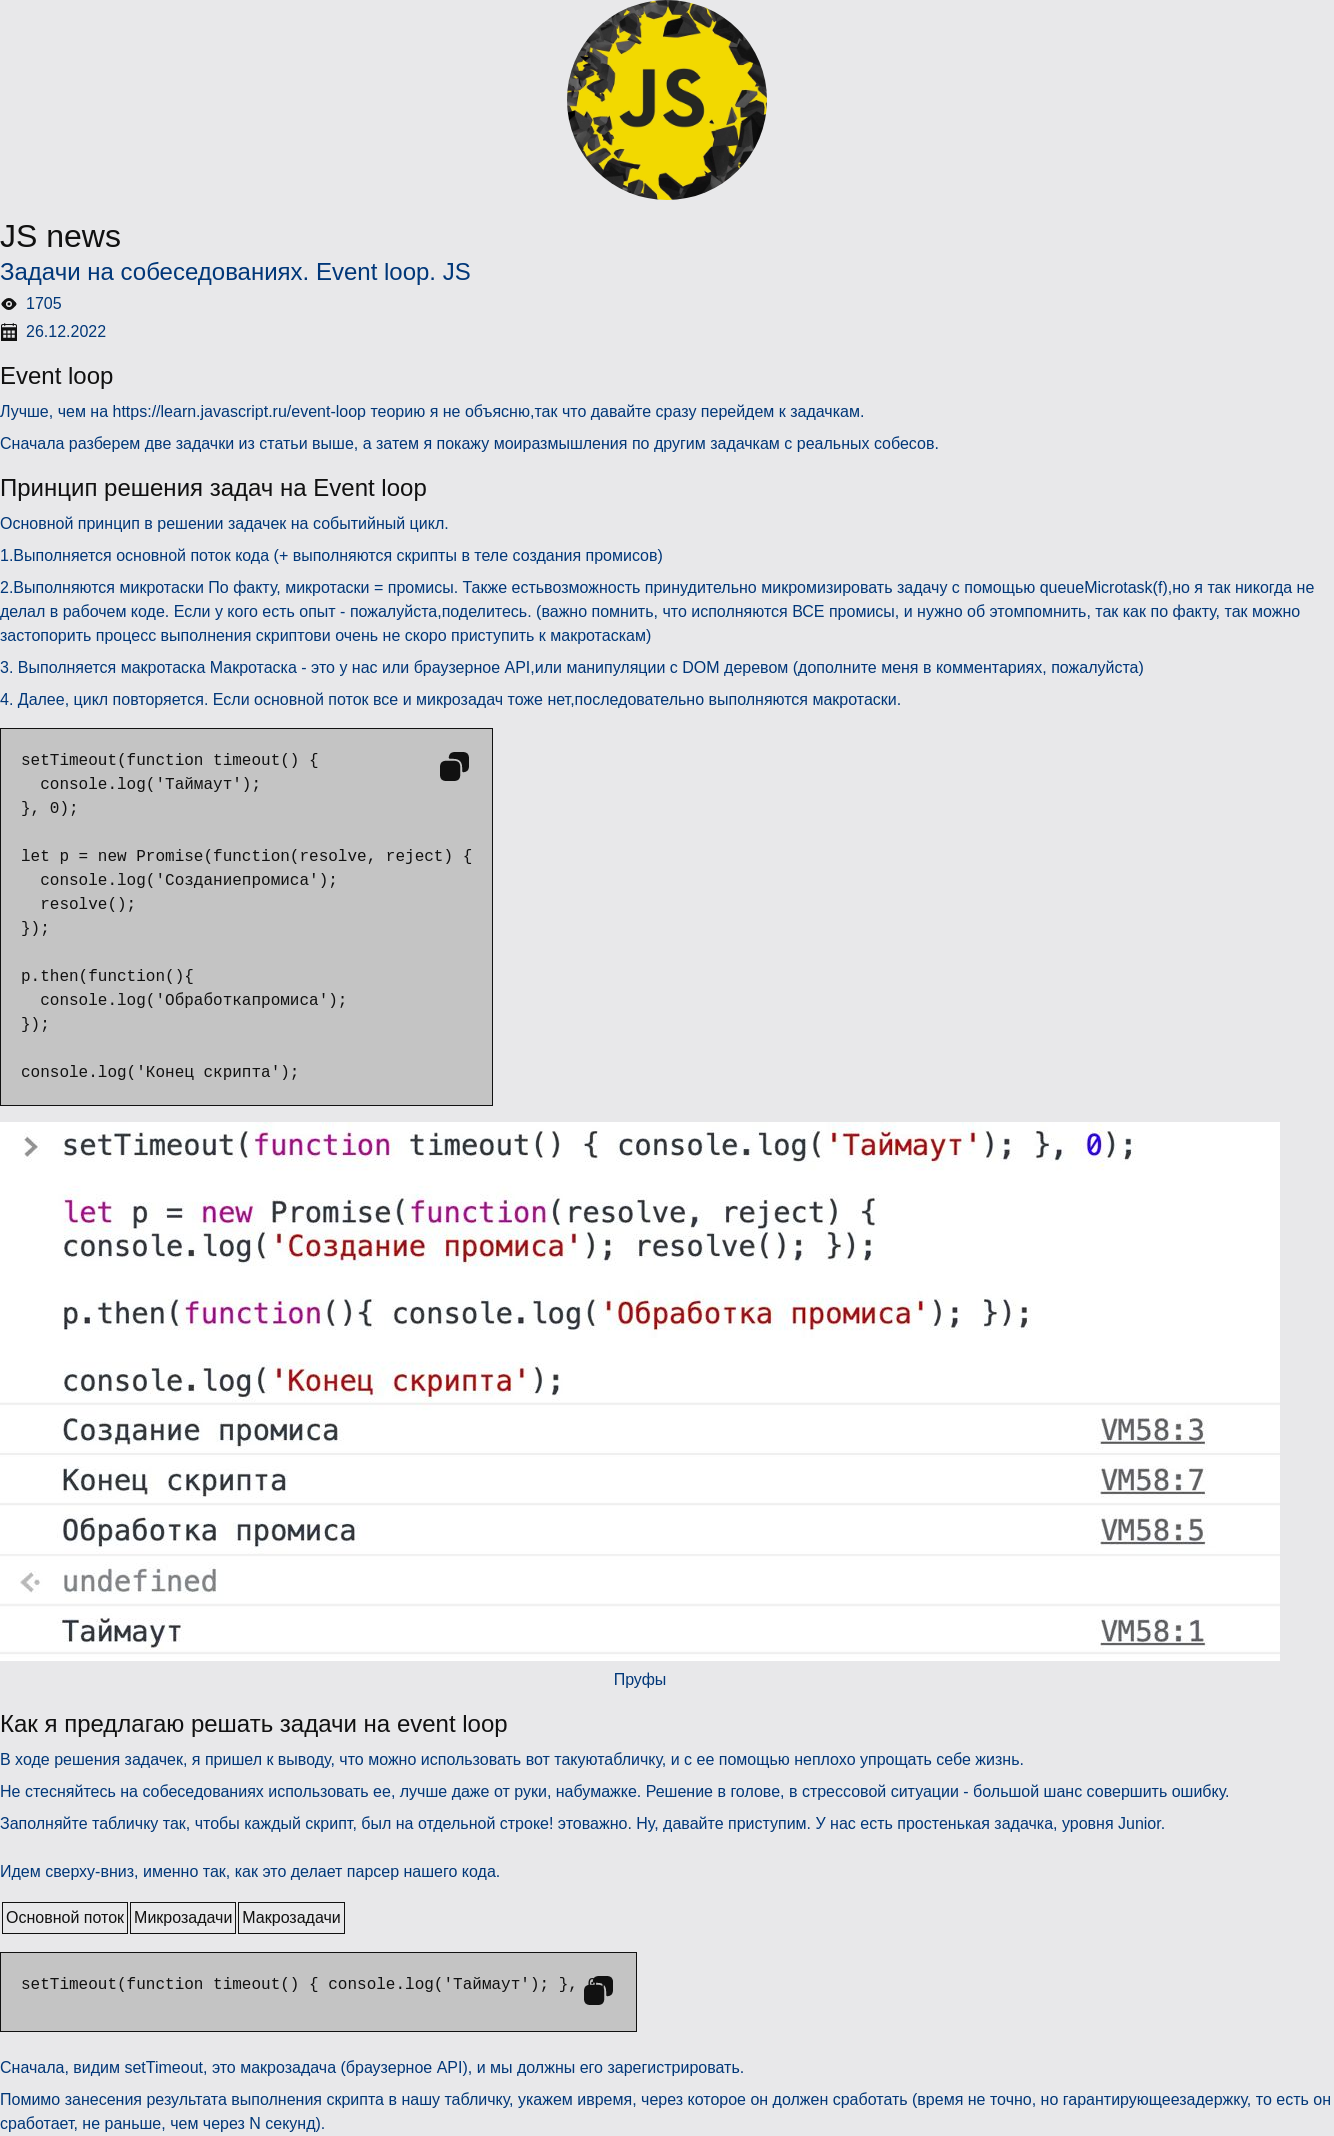 JS
JS news
Задачи на собеседованиях. Event loop. JS
1705
26.12.2022
Event loop
Лучше, чем на https://learn.javascript.ru/event-loop теорию я не объясню,так что давайте сразу перейдем к задачкам.
Сначала разберем две задачки из статьи выше, а затем я покажу моиразмышления по другим задачкам с реальных собесов.
Принцип решения задач на Event loop
Основной принцип в решении задачек на событийный цикл.
1.Выполняется основной поток кода (+ выполняются скрипты в теле создания промисов)
2.Выполняются микротаски По факту, микротаски = промисы. Также естьвозможность принудительно микромизировать задачу с помощью queueMicrotask(f),но я так никогда не
делал в рабочем коде. Если у кого есть опыт - пожалуйста,поделитесь. (важно помнить, что исполняются ВСЕ промисы, и нужно об этомпомнить, так как по факту, так можно
застопорить процесс выполнения скриптови очень не скоро приступить к макротаскам)
3. Выполняется макротаска Макротаска - это у нас или браузерное API,или манипуляции с DOM деревом (дополните меня в комментариях, пожалуйста)
4. Далее, цикл повторяется. Если основной поток все и микрозадач тоже нет,последовательно выполняются макротаски.
setTimeout(function timeout() {
  console.log('Таймаут');
}, 0);
let p = new Promise(function(resolve, reject) {
  console.log('Созданиепромиса');
  resolve();
});
p.then(function(){
  console.log('Обработкапромиса');
});
console.log('Конец скрипта');
setTimeout(function timeout() { console.log('Таймаут'); }, 0);
let p = new Promise(function(resolve, reject) {
console.log('Создание промиса'); resolve(); });
p.then(function(){ console.log('Обработка промиса'); });
console.log('Конец скрипта');
Создание промиса VM58:3
Конец скрипта VM58:7
Обработка промиса VM58:5
undefined
Таймаут VM58:1
Пруфы
Как я предлагаю решать задачи на event loop
В ходе решения задачек, я пришел к выводу, что можно использовать вот такуютабличку, и с ее помощью неплохо упрощать себе жизнь.
Не стесняйтесь на собеседованиях использовать ее, лучше даже от руки, набумажке. Решение в голове, в стрессовой ситуации - большой шанс совершить ошибку.
Заполняйте табличку так, чтобы каждый скрипт, был на отдельной строке! этоважно. Ну, давайте приступим. У нас есть простенькая задачка, уровня Junior.
Идем сверху-вниз, именно так, как это делает парсер нашего кода.
Основной поток Микрозадачи Макрозадачи
setTimeout(function timeout() { console.log('Таймаут'); },
Сначала, видим setTimeout, это макрозадача (браузерное API), и мы должны его зарегистрировать.
Помимо занесения результата выполнения скрипта в нашу табличку, укажем ивремя, через которое он должен сработать (время не точно, но гарантирующеезадержку, то есть он
сработает, не раньше, чем через N секунд).